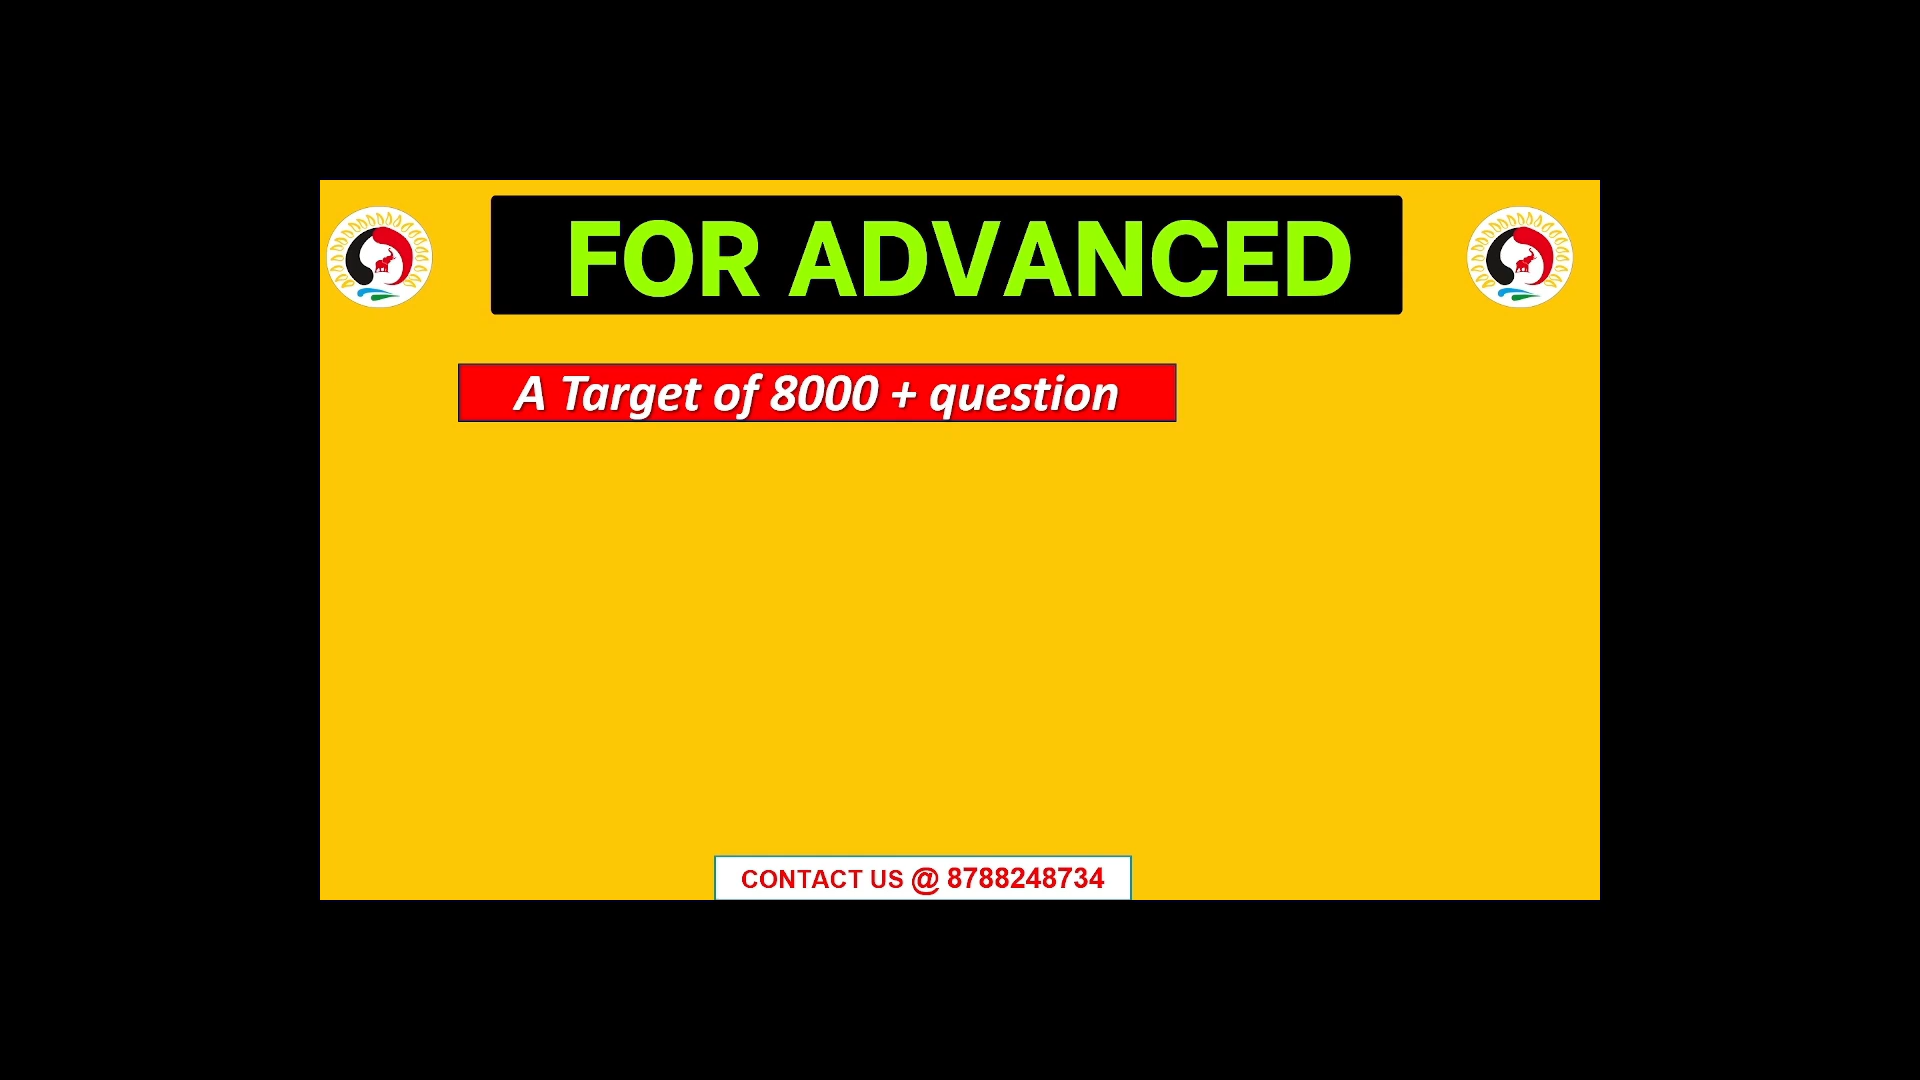 FOR ADVANCED
A Target of 8000 + question
CONTACT US @ 8788248734